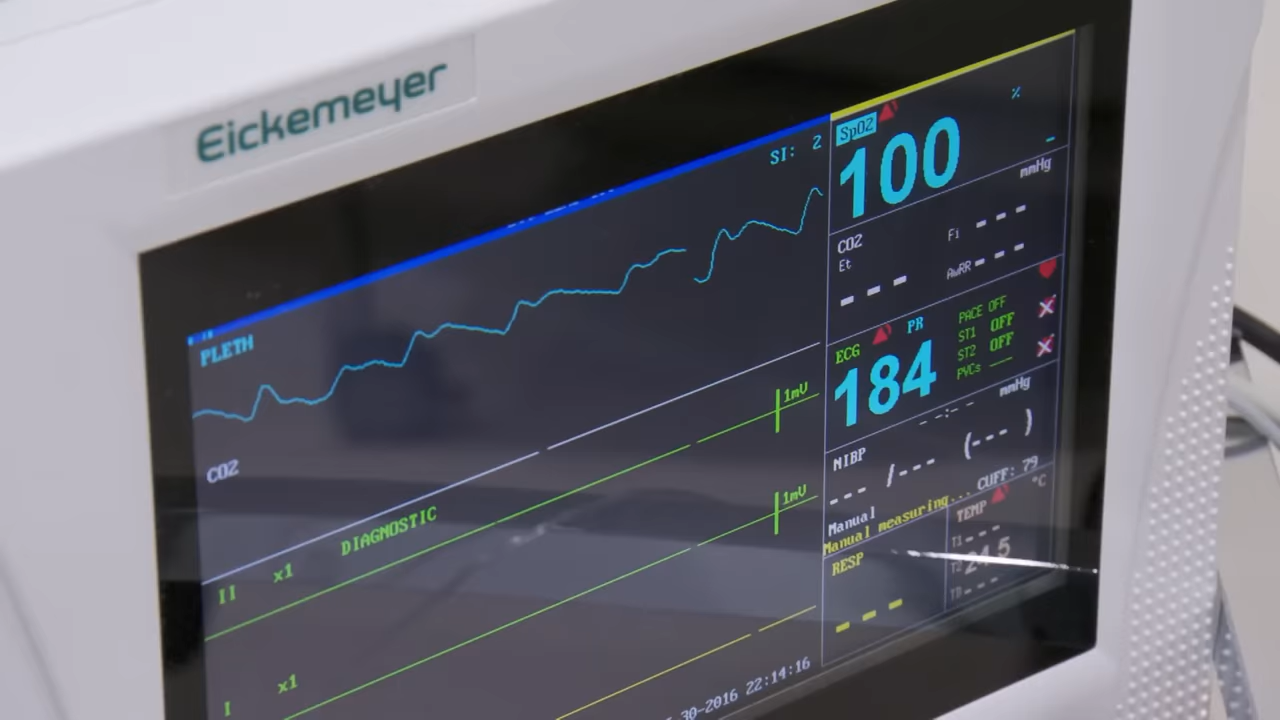 Eickemeyer
SI: 2
PLETH
CO2
DIAGNOSTIC
1mV
II x1
1mV
I x1
30-2016 22:14:16
SpO2 %
100
mmHg
CO2
Et
Fi ---
--- AwRR ---
ECG PR
184
PACE OFF
ST1 OFF
ST2 OFF
PVCs
mmHg
NIBP
--- /--- (--- )
Manual CUFF: 79
Manual measuring...
RESP
---
TEMP °C
T1 ---
T2 24.5
TD ---